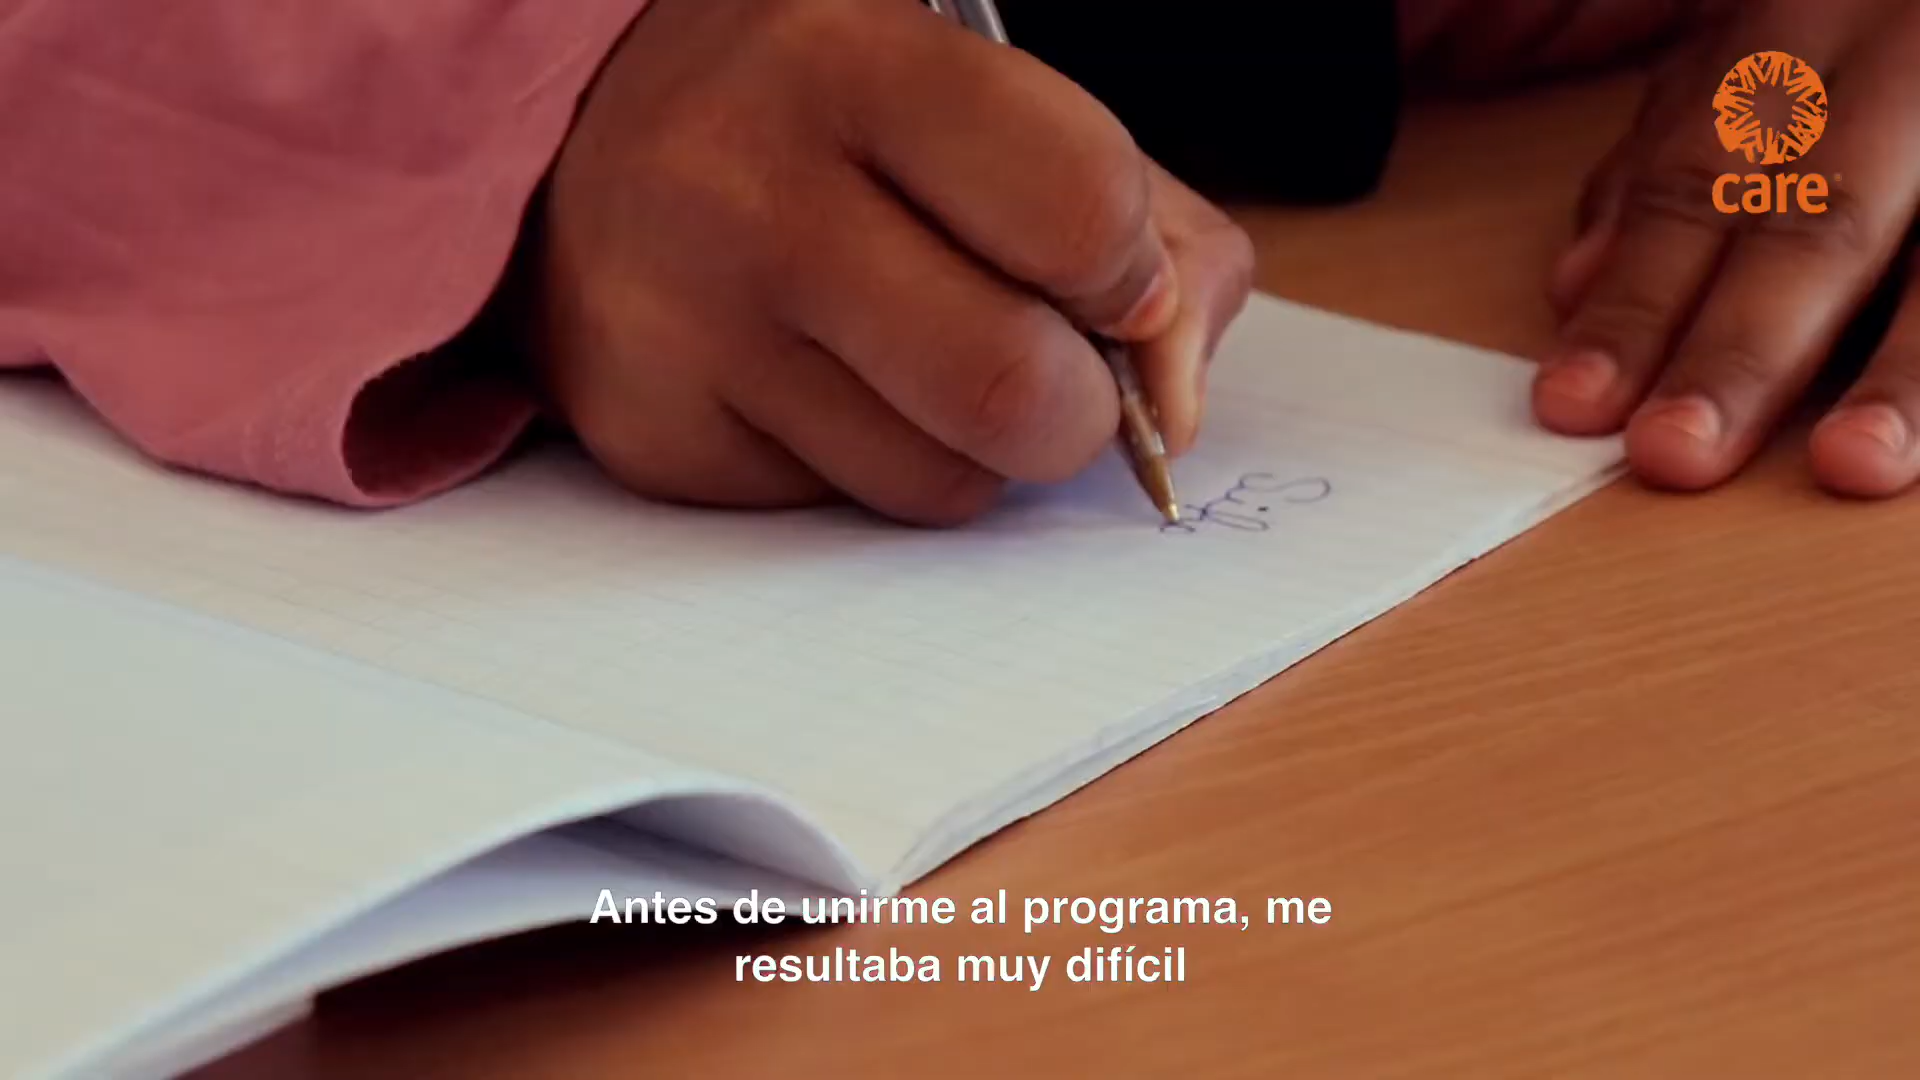 care
Antes de unirme al programa, me
resultaba muy difícil